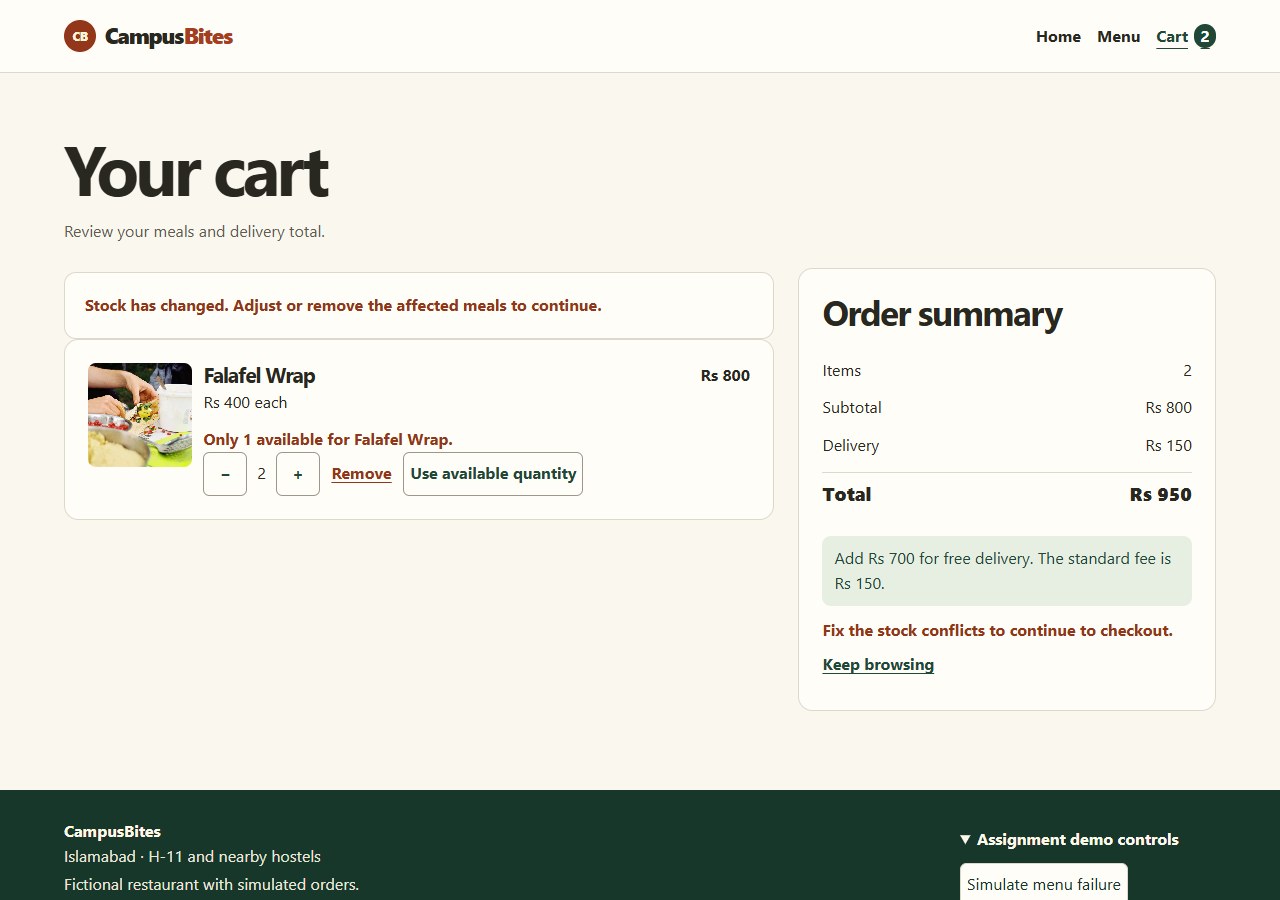 CB CampusBites
Home Menu Cart 2
Your cart
Review your meals and delivery total.
Stock has changed. Adjust or remove the affected meals to continue.
Falafel Wrap Rs 800
Rs 400 each
Only 1 available for Falafel Wrap.
− 2 + Remove Use available quantity
Order summary
Items 2
Subtotal Rs 800
Delivery Rs 150
Total Rs 950
Add Rs 700 for free delivery. The standard fee is
Rs 150.
Fix the stock conflicts to continue to checkout.
Keep browsing
CampusBites
Islamabad · H-11 and nearby hostels
Fictional restaurant with simulated orders.
▼ Assignment demo controls
Simulate menu failure